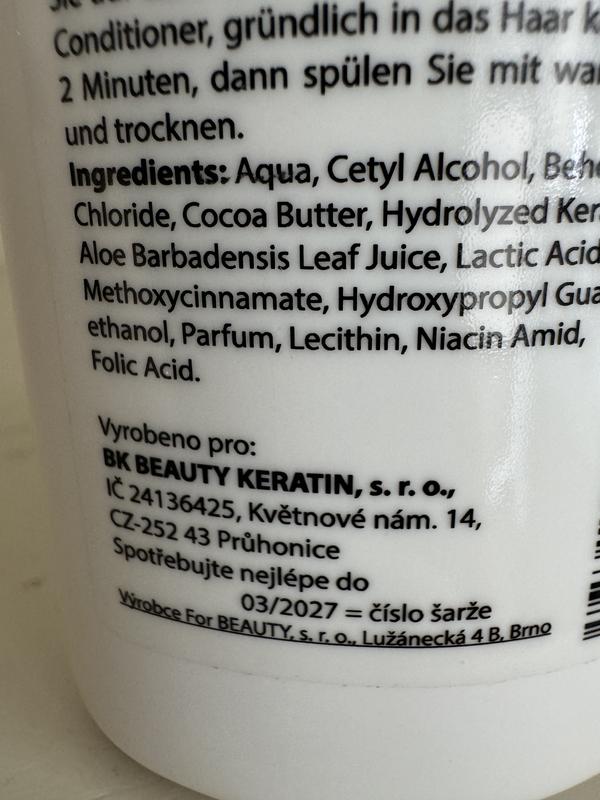 Conditioner, gründlich in das Haar
2 Minuten, dann spülen Sie mit
und trocknen.
Ingredients: Aqua, Cetyl Alcohol,
Chloride, Cocoa Butter, Hydrolyzed
Aloe Barbadensis Leaf Juice, Lactic Acid
Methoxycinnamate, Hydroxypropyl
ethanol, Parfum, Lecithin, Niacin Amid,
Folic Acid.
Vyrobeno pro:
BK BEAUTY KERATIN, s. r. o.,
IČ 24136425, Květnové nám. 14,
CZ-252 43 Průhonice
Spotřebujte nejlépe do
03/2027 = číslo šarže
Výrobce For BEAUTY, s. r. o., Lužánecká 4 B, Brno